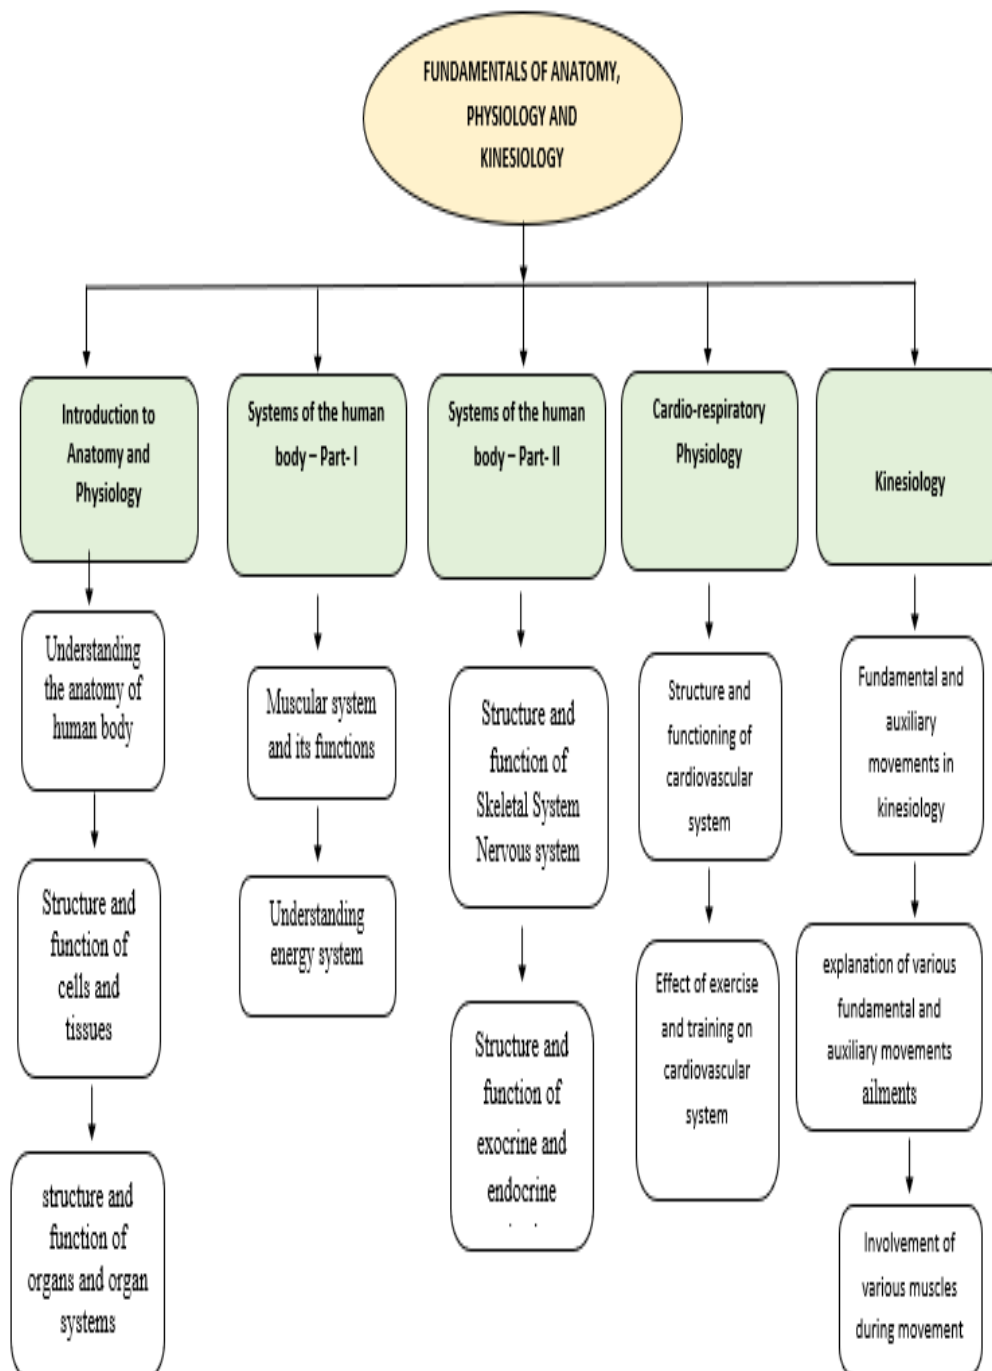 FUNDAMENTALS OF ANATOMY,
PHYSIOLOGY AND
KINESIOLOGY
Introduction to
Anatomy and
Physiology
Systems of the human
body – Part- I
Systems of the human
body – Part- II
Cardio-respiratory
Physiology
Kinesiology
Understanding
the anatomy of
human body
Structure and
function of
cells and
tissues
structure and
function of
organs and organ
systems
Muscular system
and its functions
Understanding
energy system
Structure and
function of
Skeletal System
Nervous system
Structure and
function of
exocrine and
endocrine
Structure and
functioning of
cardiovascular
system
Effect of exercise
and training on
cardiovascular
system
Fundamental and
auxiliary
movements in
kinesiology
explanation of various
fundamental and
auxiliary movements
ailments
Involvement of
various muscles
during movement